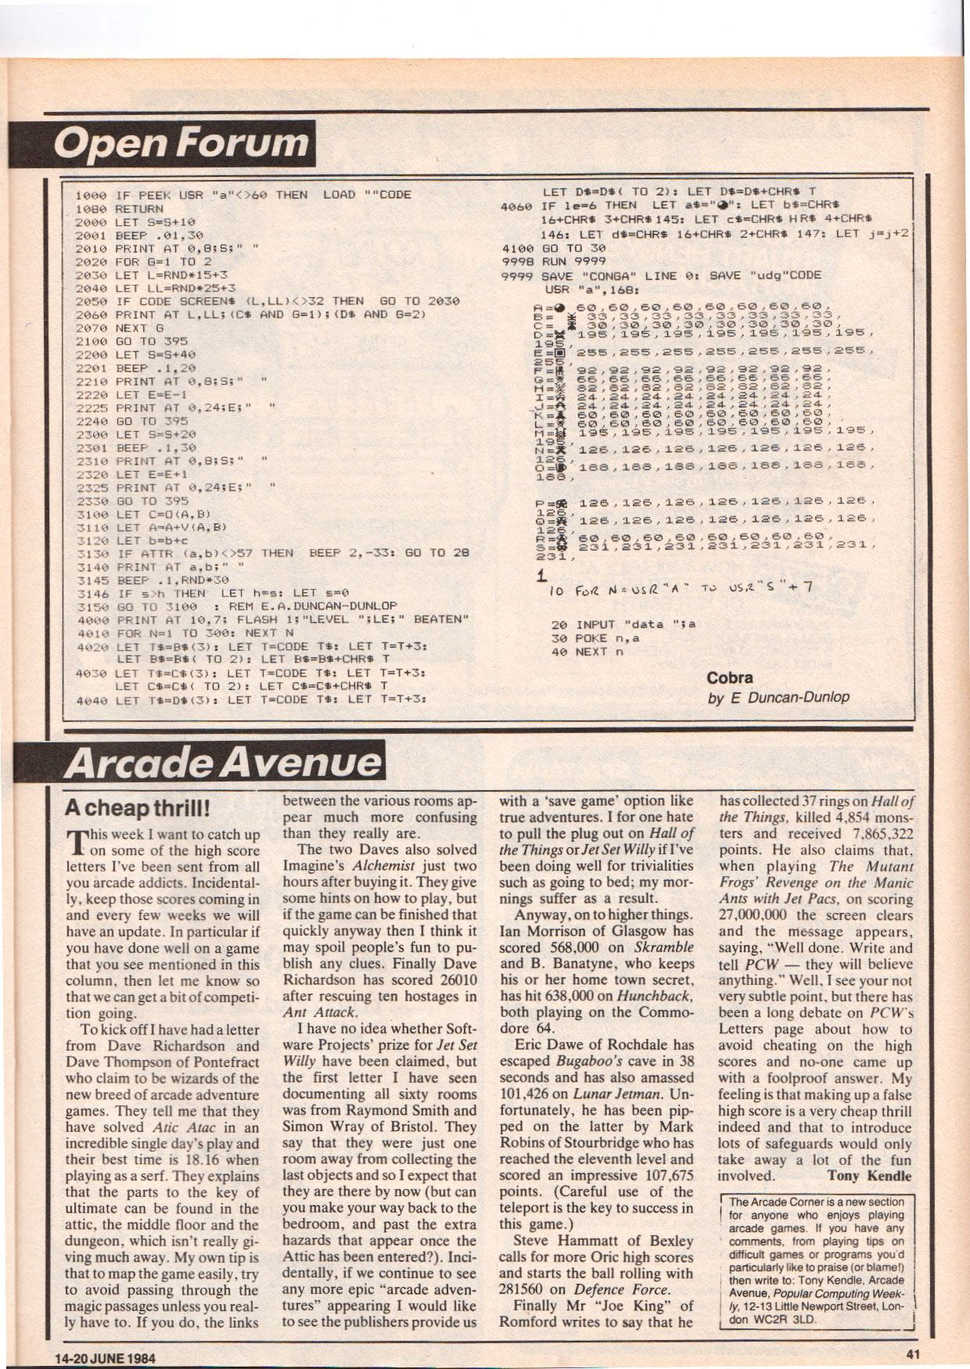 Open Forum
1000 IF PEEK USR "a"<>60 THEN  LOAD ""CODE
1080 RETURN
2000 LET S=S+10
2001 BEEP .01,30
2010 PRINT AT 0,8;S;" "
2020 FOR G=1 TO 2
2030 LET L=RND*15+3
2040 LET LL=RND*25+3
2050 IF CODE SCREEN$ (L,LL)<>32 THEN  GO TO 2030
2060 PRINT AT L,LL;(C$ AND G=1);(D$ AND G=2)
2070 NEXT G
2100 GO TO 395
2200 LET S=S+40
2201 BEEP .1,20
2210 PRINT AT 0,8;S;"  "
2220 LET E=E-1
2225 PRINT AT 0,24;E;"  "
2240 GO TO 395
2300 LET S=S+20
2301 BEEP .1,30
2310 PRINT AT 0,8;S;"  "
2320 LET E=E+1
2325 PRINT AT 0,24;E;"  "
2330 GO TO 395
3100 LET C=O(A,B)
3110 LET A=A+V(A,B)
3120 LET b=b+c
3130 IF ATTR (a,b)<>57 THEN  BEEP 2,-33: GO TO 28
3140 PRINT AT a,b;" "
3145 BEEP .1,RND*30
3146 IF s>h THEN  LET h=s: LET s=0
3150 GO TO 3100  : REM E.A.DUNCAN-DUNLOP
4000 PRINT AT 10,7; FLASH 1;"LEVEL ";LE;" BEATEN"
4010 FOR N=1 TO 300: NEXT N
4020 LET T$=B$(3): LET T=CODE T$: LET T=T+3:
LET B$=B$( TO 2): LET B$=B$+CHR$ T
4030 LET T$=C$(3): LET T=CODE T$: LET T=T+3:
LET C$=C$( TO 2): LET C$=C$+CHR$ T
4040 LET T$=D$(3): LET T=CODE T$: LET T=T+3:
LET D$=D$( TO 2): LET D$=D$+CHR$ T
4060 IF le=6 THEN  LET a$="": LET b$=CHR$
16+CHR$ 3+CHR$ 145: LET c$=CHR$ HR$ 4+CHR$
146: LET d$=CHR$ 16+CHR$ 2+CHR$ 147: LET j=j+2
4100 GO TO 30
9998 RUN 9999
9999 SAVE "CONGA" LINE 0: SAVE "udg"CODE
USR "a",168:
A= 60,60,60,60,60,60,60,60,
B= 33,33,33,33,33,33,33,33,
C= 30,30,30,30,30,30,30,30,
D= 195,195,195,195,195,195,195,
195,
E= 255,255,255,255,255,255,255,
255,
F= 92,92,92,92,92,92,92,92,
G= 66,66,66,66,66,66,66,66,
H= 82,82,82,82,82,82,82,82,
I= 24,24,24,24,24,24,24,24,
J= 24,24,24,24,24,24,24,24,
K= 60,60,60,60,60,60,60,60,
L= 60,60,60,60,60,60,60,60,
M= 195,195,195,195,195,195,195,
195,
N= 126,126,126,126,126,126,126,
126,
O= 188,188,188,188,188,188,188,
188,
P= 126,126,126,126,126,126,126,
126,
Q= 126,126,126,126,126,126,126,
126,
R= 60,60,60,60,60,60,60,60,
S= 231,231,231,231,231,231,231,
231,
1
10 FOR N = USR "A" TO USR "S" + 7
20 INPUT "data ";a
30 POKE n,a
40 NEXT n
Cobra
by E Duncan-Dunlop
Arcade Avenue
A cheap thrill!
This week I want to catch up
on some of the high score
letters I've been sent from all
you arcade addicts. Incidental-
ly, keep those scores coming in
and every few weeks we will
have an update. In particular if
you have done well on a game
that you see mentioned in this
column, then let me know so
that we can get a bit of competi-
tion going.
To kick off I have had a letter
from Dave Richardson and
Dave Thompson of Pontefract
who claim to be wizards of the
new breed of arcade adventure
games. They tell me that they
have solved Atic Atac in an
incredible single day's play and
their best time is 18.16 when
playing as a serf. They explains
that the parts to the key of
ultimate can be found in the
attic, the middle floor and the
dungeon, which isn't really gi-
ving much away. My own tip is
that to map the game easily, try
to avoid passing through the
magic passages unless you real-
ly have to. If you do, the links
between the various rooms ap-
pear much more confusing
than they really are.
The two Daves also solved
Imagine's Alchemist just two
hours after buying it. They give
some hints on how to play, but
if the game can be finished that
quickly anyway then I think it
may spoil people's fun to pu-
blish any clues. Finally Dave
Richardson has scored 26010
after rescuing ten hostages in
Ant Attack.
I have no idea whether Soft-
ware Projects' prize for Jet Set
Willy have been claimed, but
the first letter I have seen
documenting all sixty rooms
was from Raymond Smith and
Simon Wray of Bristol. They
say that they were just one
room away from collecting the
last objects and so I expect that
they are there by now (but can
you make your way back to the
bedroom, and past the extra
hazards that appear once the
Attic has been entered?). Inci-
dentally, if we continue to see
any more epic "arcade adven-
tures" appearing I would like
to see the publishers provide us
with a 'save game' option like
true adventures. I for one hate
to pull the plug out on Hall of
the Things or Jet Set Willy if I've
been doing well for trivialities
such as going to bed; my mor-
nings suffer as a result.
Anyway, on to higher things.
Ian Morrison of Glasgow has
scored 568,000 on Skramble
and B. Banatyne, who keeps
his or her home town secret,
has hit 638,000 on Hunchback,
both playing on the Commo-
dore 64.
Eric Dawe of Rochdale has
escaped Bugaboo's cave in 38
seconds and has also amassed
101,426 on Lunar Jetman. Un-
fortunately, he has been pip-
ped on the latter by Mark
Robins of Stourbridge who has
reached the eleventh level and
scored an impressive 107,675
points. (Careful use of the
teleport is the key to success in
this game.)
Steve Hammatt of Bexley
calls for more Oric high scores
and starts the ball rolling with
281560 on Defence Force.
Finally Mr "Joe King" of
Romford writes to say that he
has collected 37 rings on Hall of
the Things, killed 4,854 mons-
ters and received 7,865,322
points. He also claims that,
when playing The Mutant
Frogs' Revenge on the Manic
Ants with Jet Pacs, on scoring
27,000,000 the screen clears
and the message appears,
saying, "Well done. Write and
tell PCW — they will believe
anything." Well, I see your not
very subtle point, but there has
been a long debate on PCW's
Letters page about how to
avoid cheating on the high
scores and no-one came up
with a foolproof answer. My
feeling is that making up a false
high score is a very cheap thrill
indeed and that to introduce
lots of safeguards would only
take away a lot of the fun
involved. Tony Kendle
The Arcade Corner is a new section
for anyone who enjoys playing
arcade games. If you have any
comments, from playing tips on
difficult games or programs you'd
particularly like to praise (or blame!)
then write to: Tony Kendle, Arcade
Avenue, Popular Computing Week-
ly, 12-13 Little Newport Street, Lon-
don WC2R 3LD.
14-20 JUNE 1984
41